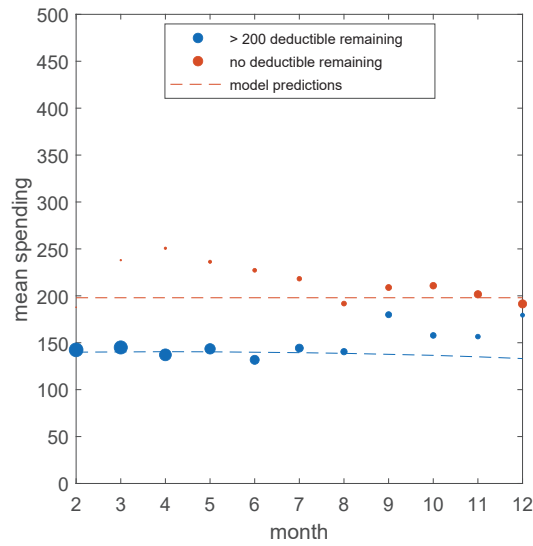 500
450
400
350
300
250
200
150
100
50
0
mean spending
> 200 deductible remaining
no deductible remaining
model predictions
2 3 4 5 6 7 8 9 10 11 12
month